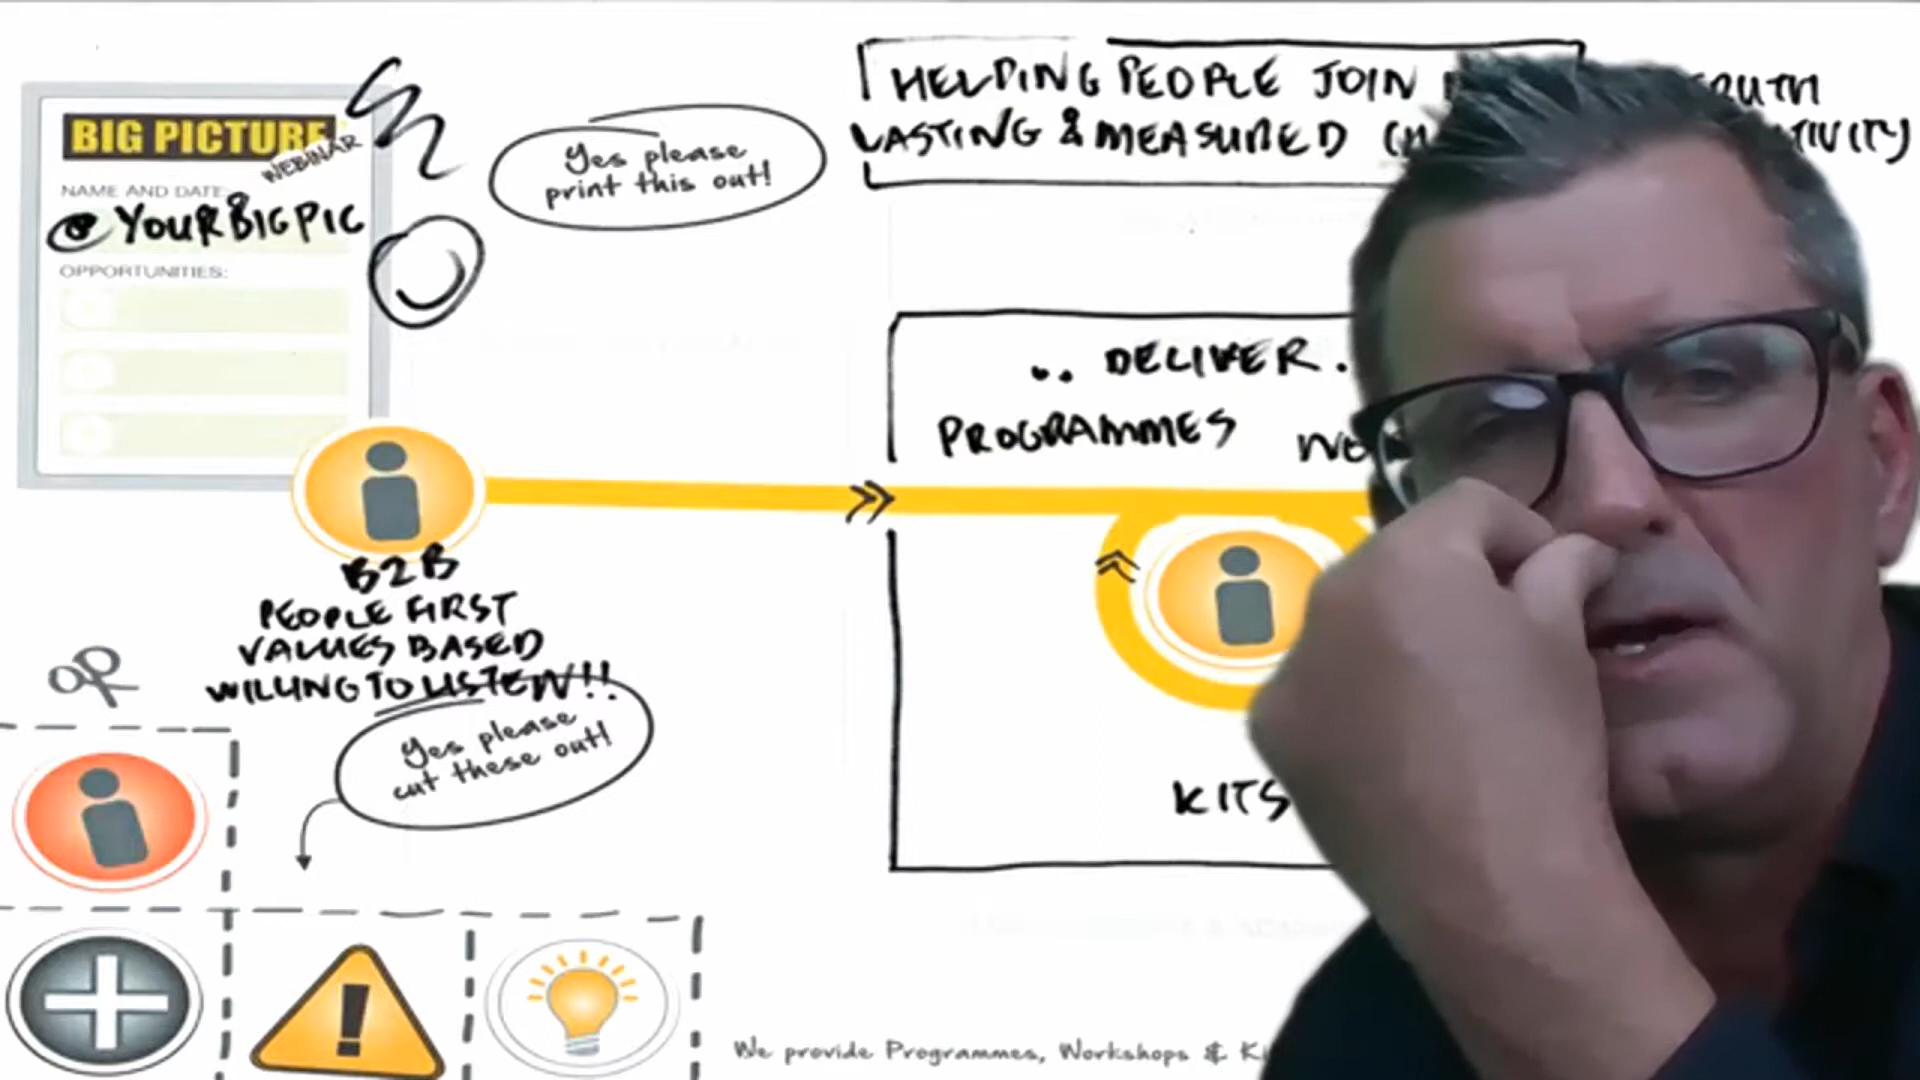 BIG PICTURE
WEBINAR
NAME AND DATE:
@YOURBIGPIC
OPPORTUNITIES:
Yes please
print this out!
HELPING PEOPLE JOIN
LASTING & MEASURED
.. DELIVER .
PROGRAMMES
KITS
B2B
PEOPLE FIRST
VALUES BASED
WILLING TO LISTEN!!
OR
Yes please
cut these out!
We provide Programmes, Workshops &